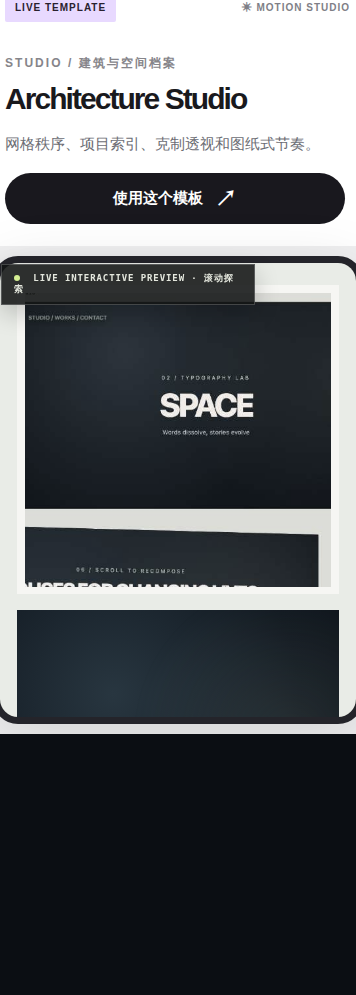 LIVE TEMPLATE
✴ MOTION STUDIO
STUDIO / 建筑与空间档案
Architecture Studio
网格秩序、项目索引、克制透视和图纸式节奏。
使用这个模板 ↗
LIVE INTERACTIVE PREVIEW · 滚动探
索
STUDIO / WORKS / CONTACT
02 / TYPOGRAPHY LAB
SPACE
Words dissolve, stories evolve
06 / SCROLL TO RECOMPOSE
FOR CHANGING